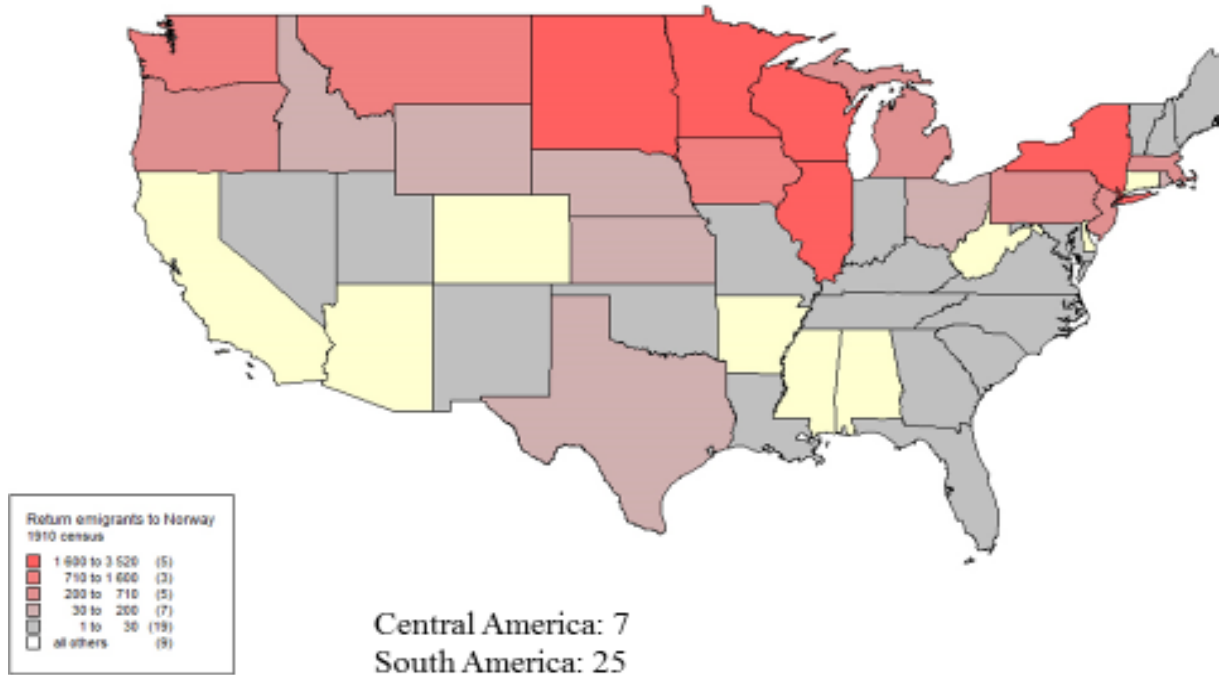 Return emigrants to Norway
1910 census
1 600 to 3 520 (5)
710 to 1 600 (3)
200 to 710 (5)
30 to 200 (7)
1 to 30 (19)
all others (9)
Central America: 7
South America: 25